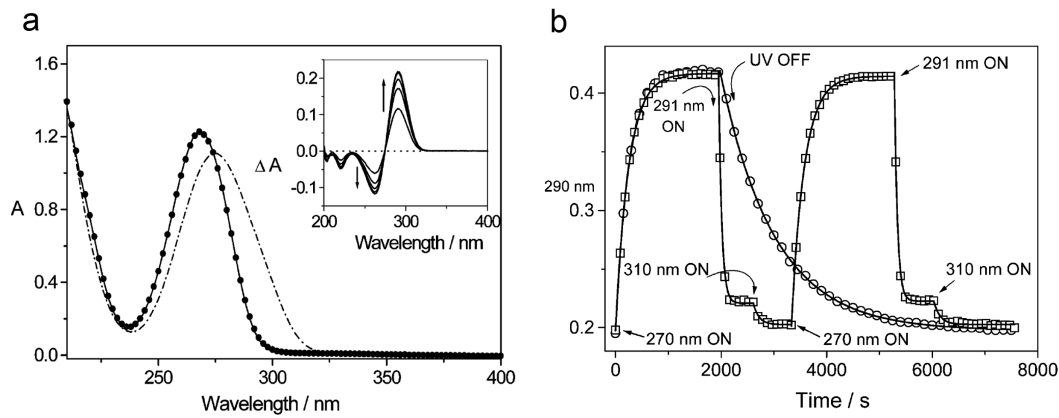 a
1.6
1.2
0.8
0.4
0.0
A
250
300
350
400
Wavelength / nm
0.2
0.1
0.0
-0.1
Δ A
200
250
300
350
400
Wavelength / nm
b
0.4
0.3
0.2
290 nm
UV OFF
291 nm
ON
291 nm ON
310 nm ON
310 nm ON
270 nm ON
270 nm ON
0
2000
4000
6000
8000
Time / s